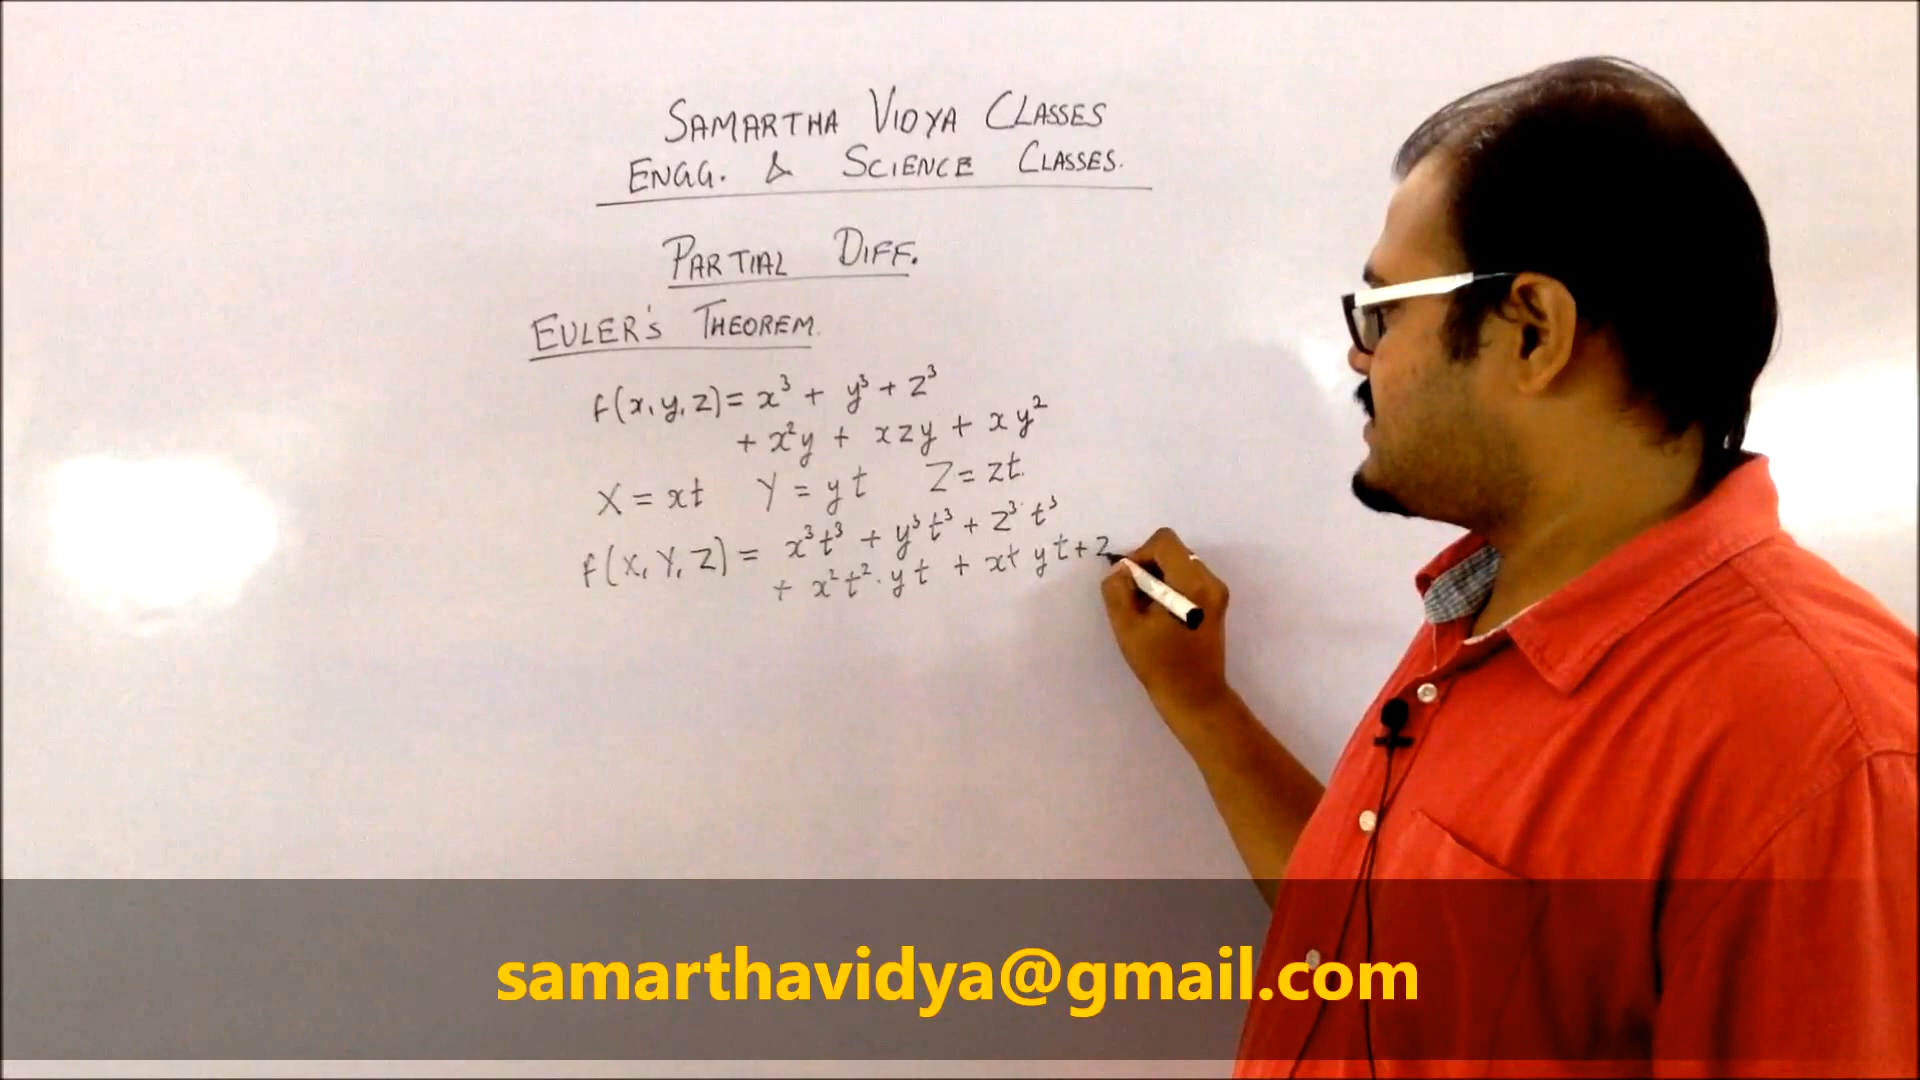 SAMARTHA VIDYA CLASSES
ENGG. & SCIENCE CLASSES.
PARTIAL DIFF.
EULER'S THEOREM.
f(x, y, z) = x³ + y³ + z³
+ x²y + xzy + xy²
X = xt Y = yt Z = zt.
f(X, Y, Z) = x³t³ + y³t³ + z³t³
+ x²t².yt + xt yt + z
samarthavidya@gmail.com